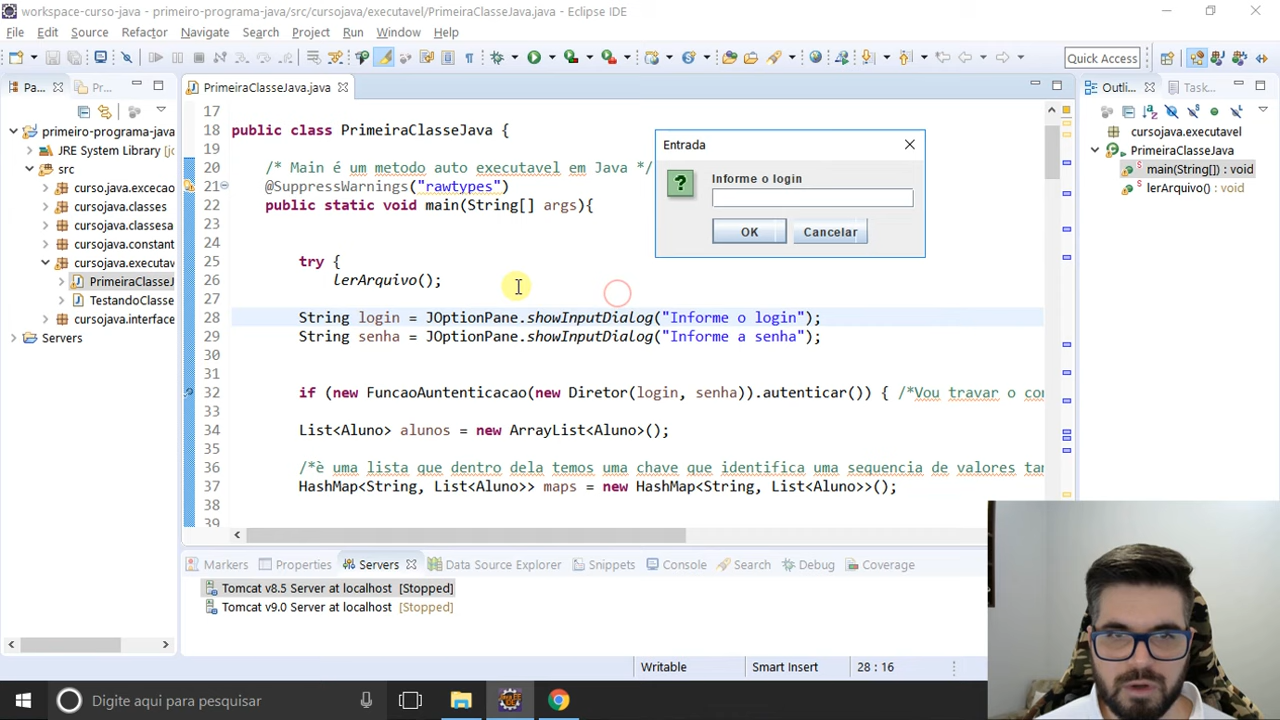 workspace-curso-java - primeiro-programa-java/src/cursojava/executavel/PrimeiraClasseJava.java - Eclipse IDE
File Edit Source Refactor Navigate Search Project Run Window Help
Quick Access
Pa... Pr... PrimeiraClasseJava.java Outli... Task...
primeiro-programa-java
JRE System Library [Java
src
curso.java.excecao
curso.java.classes
cursojava.classesa
cursojava.constant
cursojava.executav
PrimeiraClasseJ
TestandoClasse
cursojava.interface
Servers
17
18 public class PrimeiraClasseJava {
19
20 /* Main é um metodo auto executavel em Java */
21 @SuppressWarnings("rawtypes")
22 public static void main(String[] args){
23
24
25 try {
26 lerArquivo();
27
28 String login = JOptionPane.showInputDialog("Informe o login");
29 String senha = JOptionPane.showInputDialog("Informe a senha");
30
31
32 if (new FuncaoAuntenticacao(new Diretor(login, senha)).autenticar()) { /*Vou travar o con
33
34 List<Aluno> alunos = new ArrayList<Aluno>();
35
36 /*è uma lista que dentro dela temos uma chave que identifica uma sequencia de valores tam
37 HashMap<String, List<Aluno>> maps = new HashMap<String, List<Aluno>>();
38
39
Entrada
Informe o login
OK Cancelar
cursojava.executavel
PrimeiraClasseJava
main(String[]) : void
lerArquivo() : void
Markers Properties Servers Data Source Explorer Snippets Console Search Debug Coverage
Tomcat v8.5 Server at localhost [Stopped]
Tomcat v9.0 Server at localhost [Stopped]
Writable Smart Insert 28 : 16
Digite aqui para pesquisar